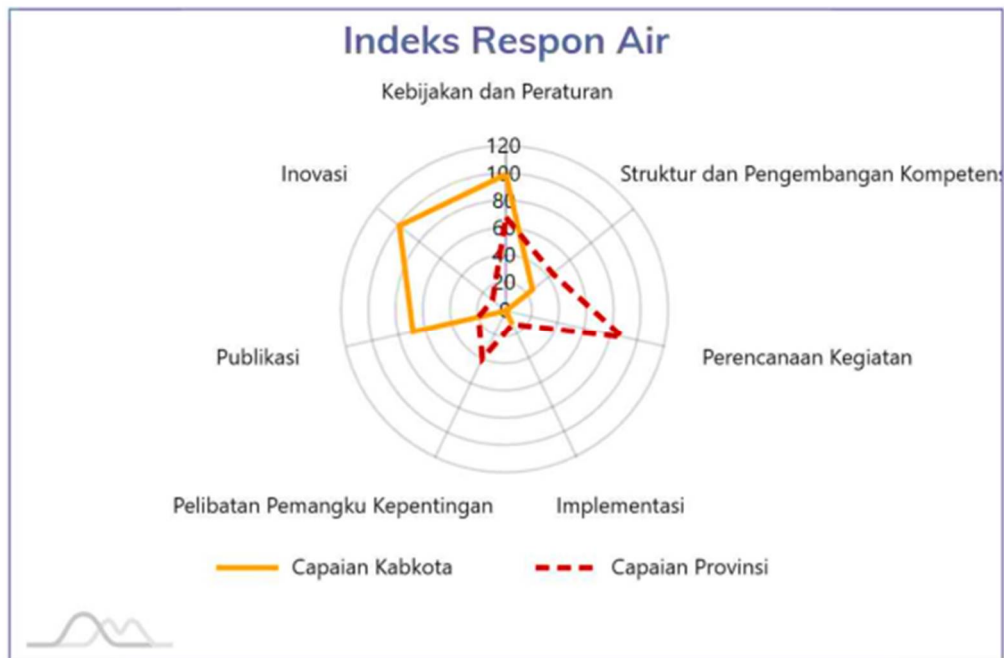 Indeks Respon Air
Kebijakan dan Peraturan
120
Inovasi
100
Struktur dan Pengembangan Kompetens
80
60
40
20
0
Publikasi
Perencanaan Kegiatan
Pelibatan Pemangku Kepentingan
Implementasi
Capaian Kabkota
Capaian Provinsi